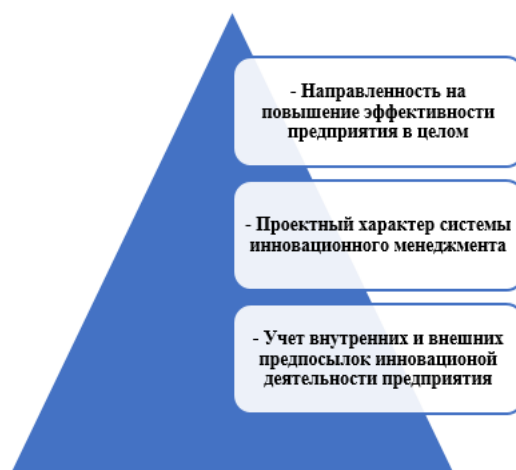 - Направленность на
повышение эффективности
предприятия в целом
- Проектный характер системы
инновационного менеджмента
- Учет внутренних и внешних
предпосылок инновационой
деятельности предприятия